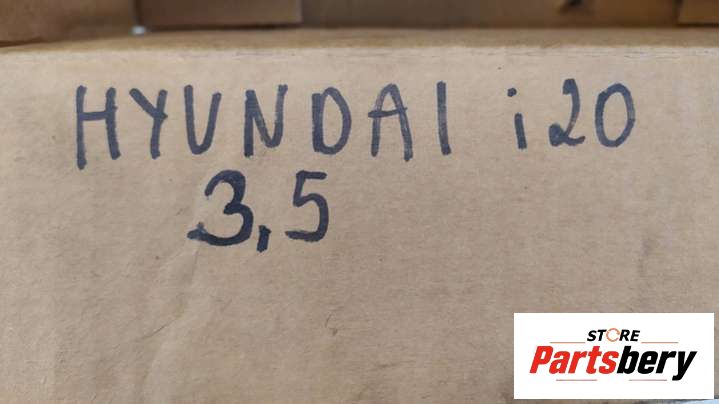 HYUNDAI i20
3,5
STORE
Partsbery